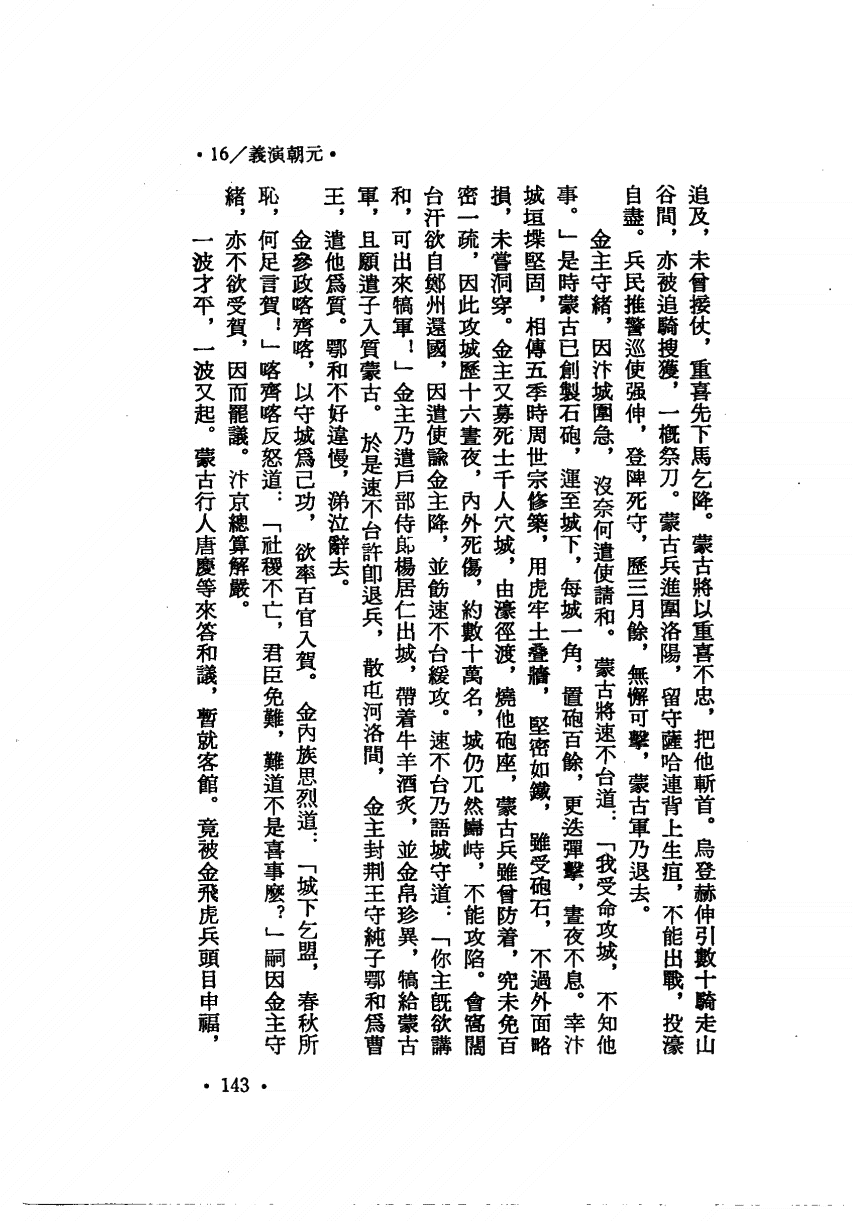 •16／義演朝元•
追及，未曾接仗，重喜先下馬乞降。蒙古將以重喜不忠，把他斬首。烏登赫伸引數十騎走山
谷間，亦被追騎搜獲，一概祭刀。蒙古兵進圍洛陽，留守薩哈連背上生疽，不能出戰，投濠
自盡。兵民推警巡使强伸，登陴死守，歷三月餘，無懈可擊，蒙古軍乃退去。
金主守緒，因汴城圍急，沒奈何遣使請和。蒙古將速不台道：「我受命攻城，不知他
事。」是時蒙古已創製石砲，運至城下，每城一角，置砲百餘，更迭彈擊，晝夜不息。幸汴
城垣堞堅固，相傳五季時周世宗修築，用虎牢土叠牆，堅密如鐵，雖受砲石，不過外面略
損，未嘗洞穿。金主又募死士千人穴城，由濠徑渡，燒他砲座，蒙古兵雖曾防着，究未免百
密一疏，因此攻城歷十六晝夜，內外死傷，約數十萬名，城仍兀然巋峙，不能攻陷。會窩闊
台汗欲自鄭州還國，因遣使諭金主降，並飭速不台緩攻。速不台乃語城守道：「你主旣欲講
和，可出來犒軍！」金主乃遣戶部侍郎楊居仁出城，帶着牛羊酒炙，並金帛珍異，犒給蒙古
軍，且願遣子入質蒙古。於是速不台許卽退兵，散屯河洛間，金主封荆王守純子鄂和爲曹
王，遣他爲質。鄂和不好違慢，涕泣辭去。
金參政喀齊喀，以守城爲己功，欲率百官入賀。金內族思烈道：「城下乞盟，春秋所
恥，何足言賀！」喀齊喀反怒道：「社稷不亡，君臣免難，難道不是喜事麽？」嗣因金主守
緒，亦不欲受賀，因而罷議。汴京總算解嚴。
一波才平，一波又起。蒙古行人唐慶等來答和議，暫就客館。竟被金飛虎兵頭目申福，
•143•